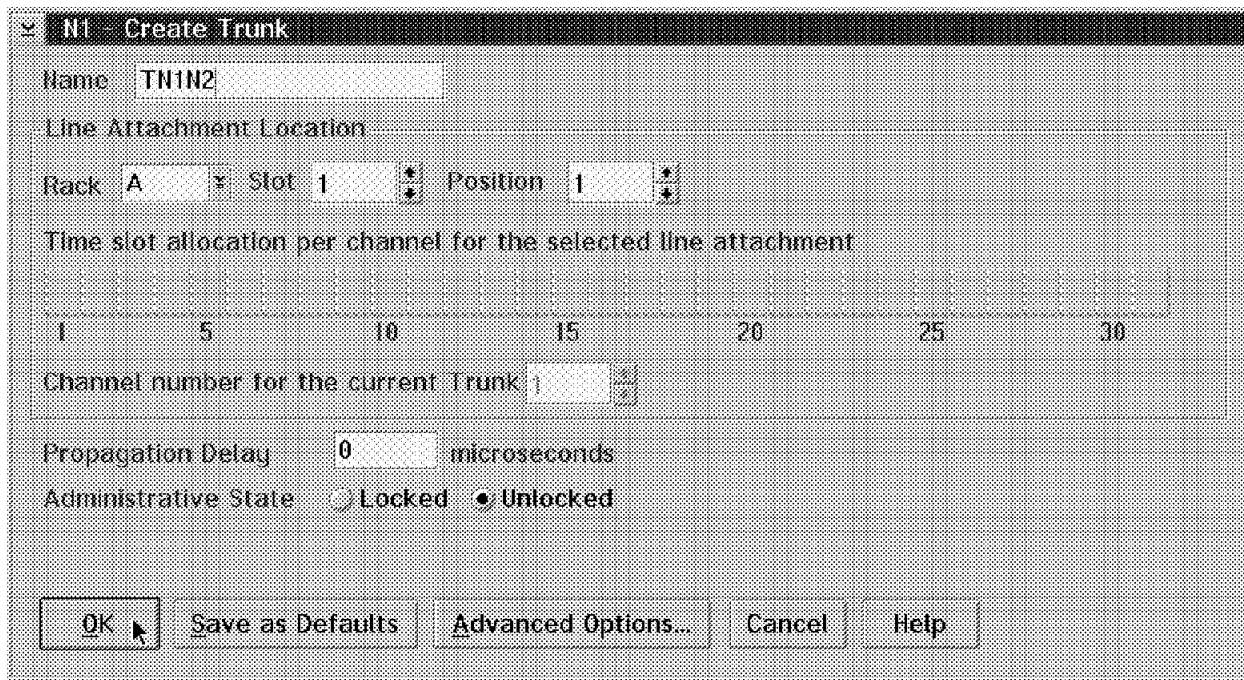 N1 - Create Trunk
Name TN1N2
Line Attachment Location
Rack A Slot 1 Position 1
Time slot allocation per channel for the selected line attachment
1 5 10 15 20 25 30
Channel number for the current Trunk 1
Propagation Delay 0 microseconds
Administrative State Locked Unlocked
OK Save as Defaults Advanced Options... Cancel Help